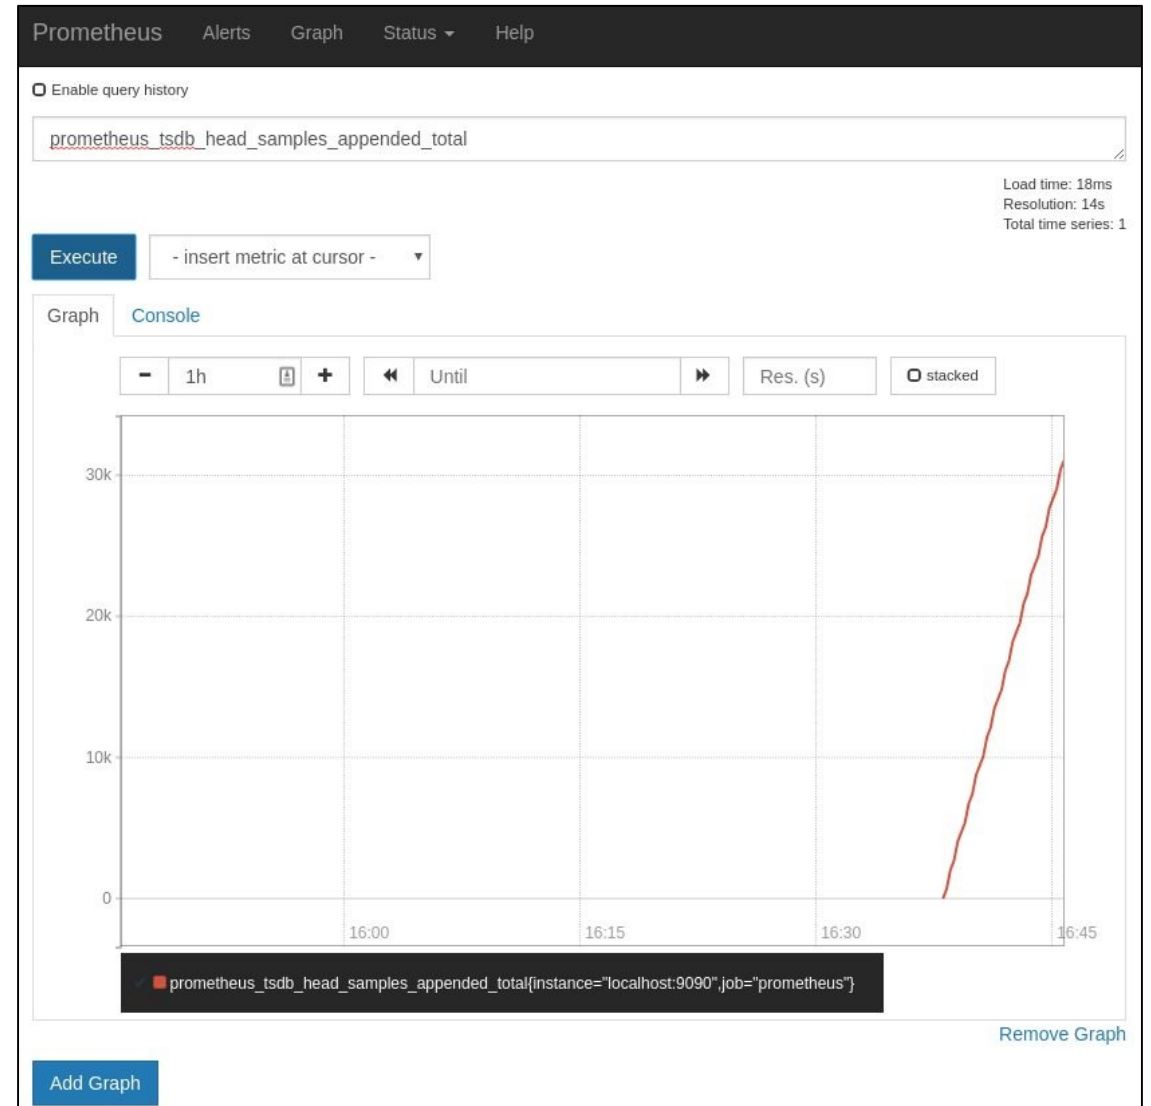 Prometheus Alerts Graph Status Help
Enable query history
prometheus_tsdb_head_samples_appended_total
Load time: 18ms
Resolution: 14s
Total time series: 1
Execute - insert metric at cursor -
Graph Console
- 1h + Until Res. (s) stacked
30k
20k
10k
0
16:00 16:15 16:30 16:45
prometheus_tsdb_head_samples_appended_total{instance="localhost:9090",job="prometheus"}
Remove Graph
Add Graph